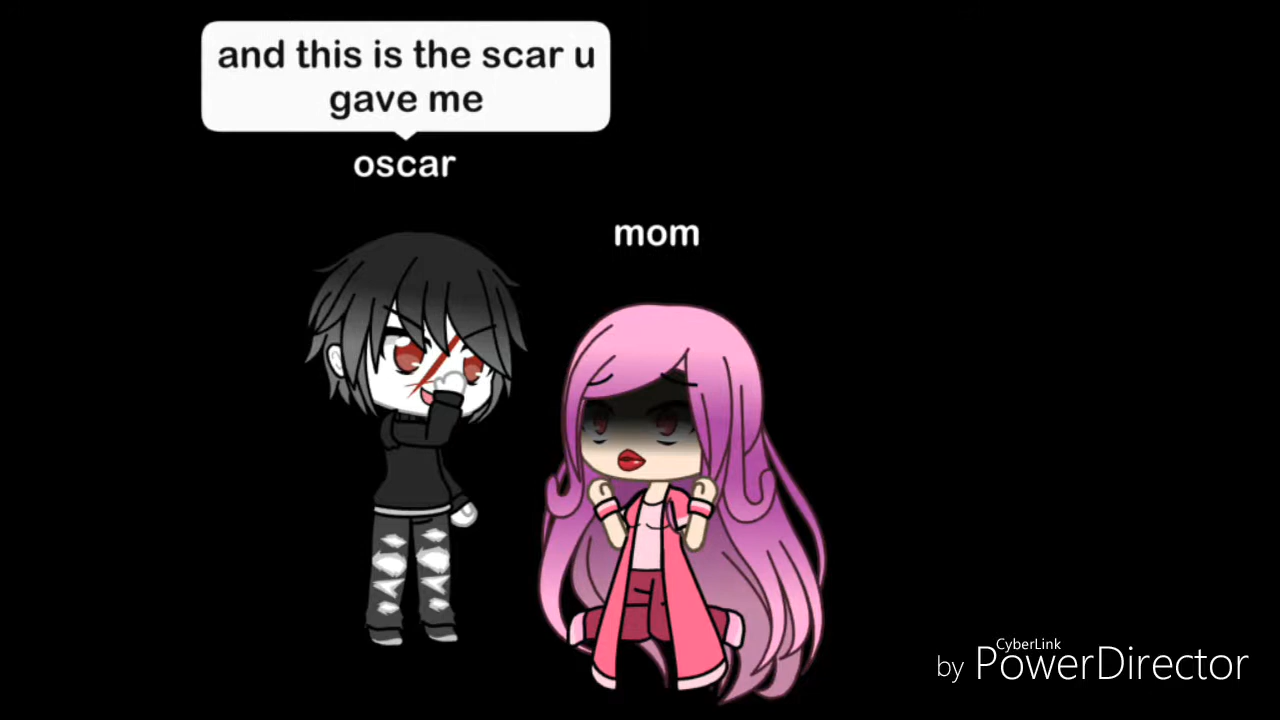 and this is the scar u
gave me
oscar
mom
CyberLink
by PowerDirector